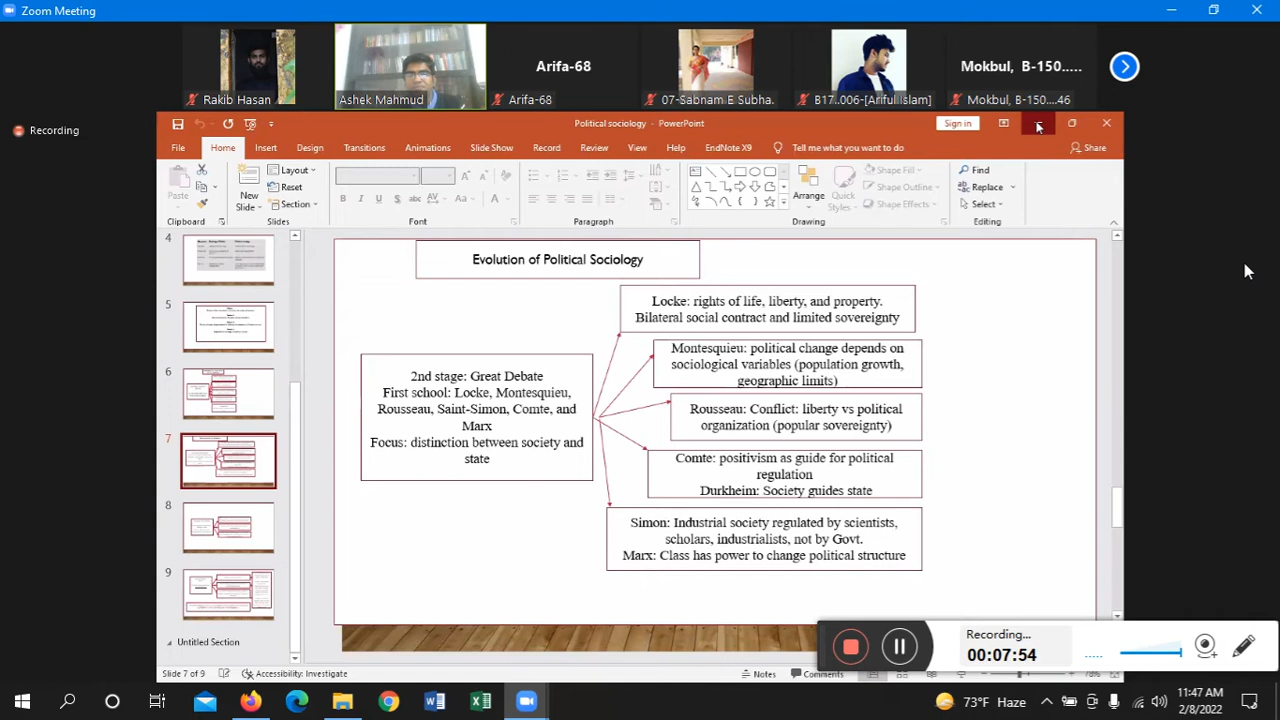 Zoom Meeting
Arifa-68
Mokbul, B-150.....
Rakib Hasan
Ashek Mahmud
Arifa-68
07-Sabnam E Subha.
B17..006-[Ariful Islam]
Mokbul, B-150....46
Recording
Political sociology - PowerPoint
Sign in
File Home Insert Design Transitions Animations Slide Show Record Review View Help EndNote X9 Tell me what you want to do Share
Paste
New Slide
Layout
Reset
Section
Arrange
Quick Styles
Shape Fill
Shape Outline
Shape Effects
Find
Replace
Select
Clipboard Slides Font Paragraph Drawing Editing
4
5
6
7
8
9
Untitled Section
Evolution of Political Sociology
2nd stage: Great Debate
First school: Locke, Montesquieu,
Rousseau, Saint-Simon, Comte, and
Marx
Focus: distinction between society and
state
Locke: rights of life, liberty, and property.
Bilateral social contract and limited sovereignty
Montesquieu: political change depends on
sociological variables (population growth,
geographic limits)
Rousseau: Conflict: liberty vs political
organization (popular sovereignty)
Comte: positivism as guide for political
regulation
Durkheim: Society guides state
Simon: Industrial society regulated by scientists,
scholars, industrialists, not by Govt.
Marx: Class has power to change political structure
Recording...
00:07:54
Slide 7 of 9
Accessibility: Investigate
Notes
Comments
78%
73°F Haze
11:47 AM
2/8/2022